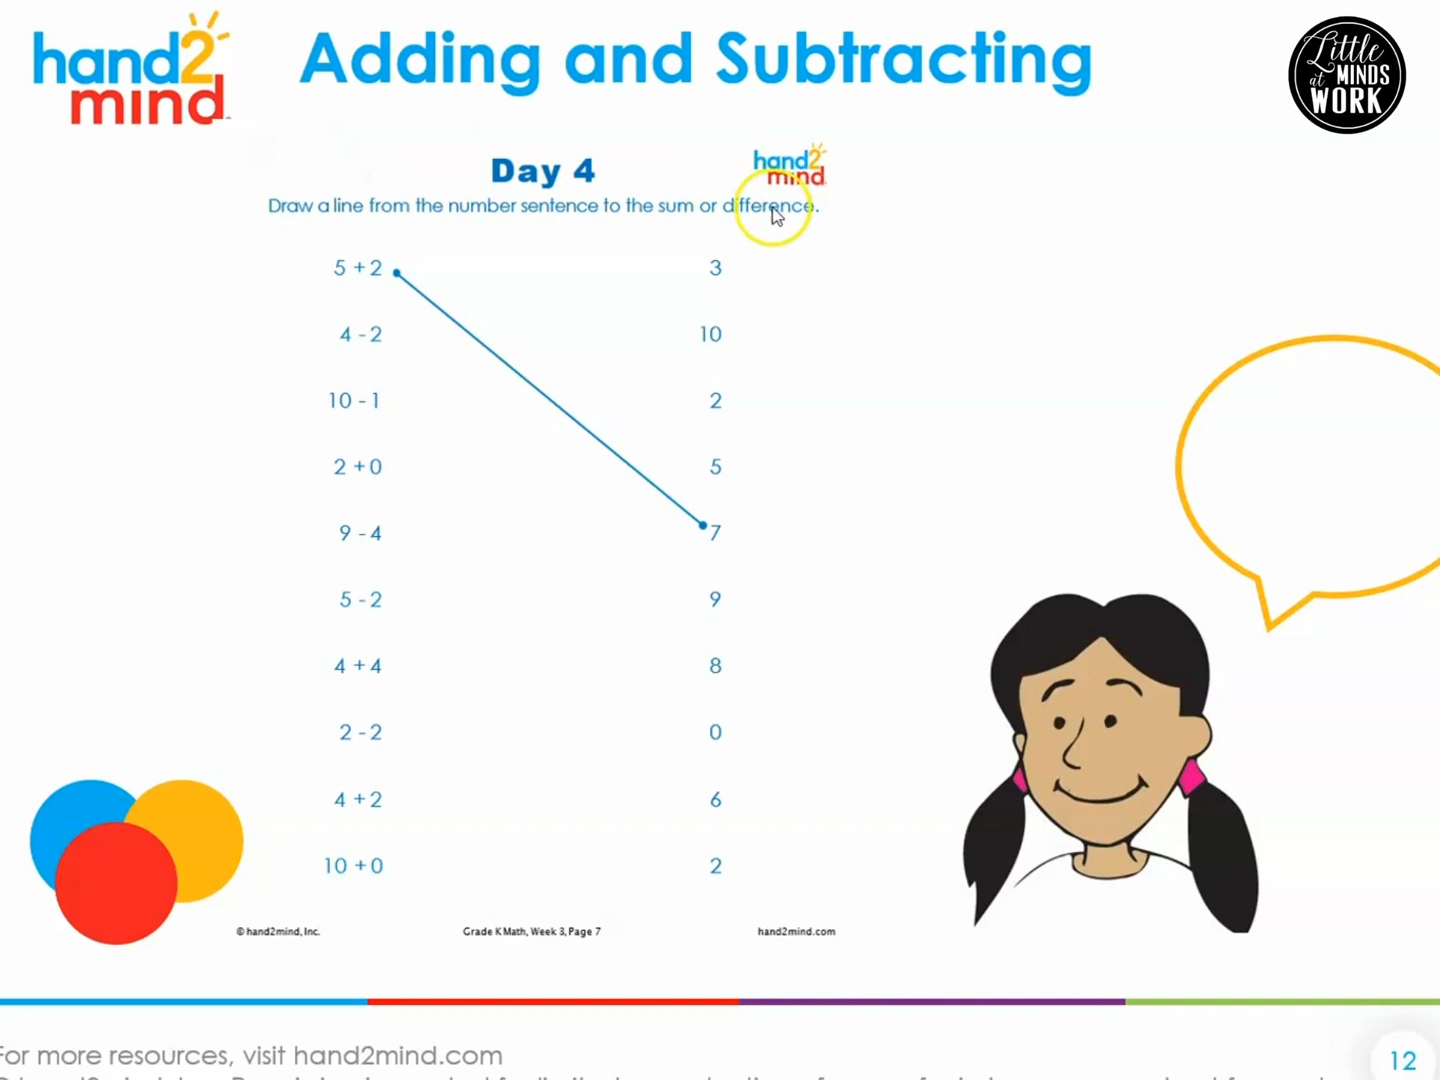 hand2mind
Adding and Subtracting
Little
at MINDS
WORK
Day 4
hand2mind
Draw a line from the number sentence to the sum or difference.
5 + 2 3
4 - 2 10
10 - 1 2
2 + 0 5
9 - 4 7
5 - 2 9
4 + 4 8
2 - 2 0
4 + 2 6
10 + 0 2
© hand2mind, Inc. Grade K Math, Week 3, Page 7 hand2mind.com
For more resources, visit hand2mind.com
12